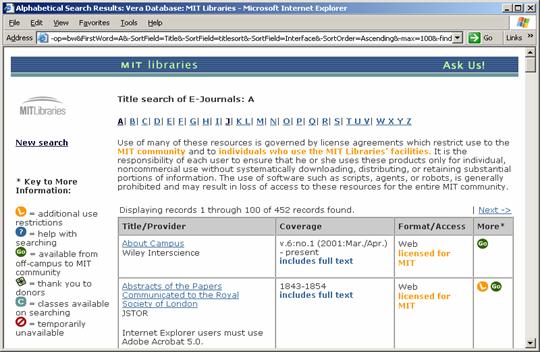 Alphabetical Search Results: Vera Database: MIT Libraries - Microsoft Internet Explorer
File Edit View Favorites Tools Help
Address -op=bw&FirstWord=A&-SortField=Title&-SortField=titlesort&-SortField=Interface&-SortOrder=Ascending&-max=100&-find Go Links »
MIT libraries Ask Us!
MITLibraries
New search
* Key to More
Information:
L = additional use
restrictions
? = help with
searching
Go = available from
off-campus to MIT
community
= thank you to
donors
C = classes available
on searching
= temporarily
unavailable
Title search of E-Journals: A
A| B| C| D| E| F| G| H| I| J| K| L| M| N| O| P| Q| R| S| T U V| W X Y Z
Use of many of these resources is governed by license agreements which restrict use to the
MIT community and to individuals who use the MIT Libraries' facilities. It is the
responsibility of each user to ensure that he or she uses these products only for individual,
noncommercial use without systematically downloading, distributing, or retaining substantial
portions of information. The use of software such as scripts, agents, or robots, is generally
prohibited and may result in loss of access to these resources for the entire MIT community.
Displaying records 1 through 100 of 452 records found. | Next ->
Title/Provider Coverage Format/Access More*
About Campus v.6:no.1 (2001:Mar./Apr.) Web Go
Wiley Interscience - present licensed for
includes full text MIT
Abstracts of the Papers 1843-1854 Web L Go
Communicated to the Royal includes full text licensed for
Society of London MIT
JSTOR
Internet Explorer users must use
Adobe Acrobat 5.0.